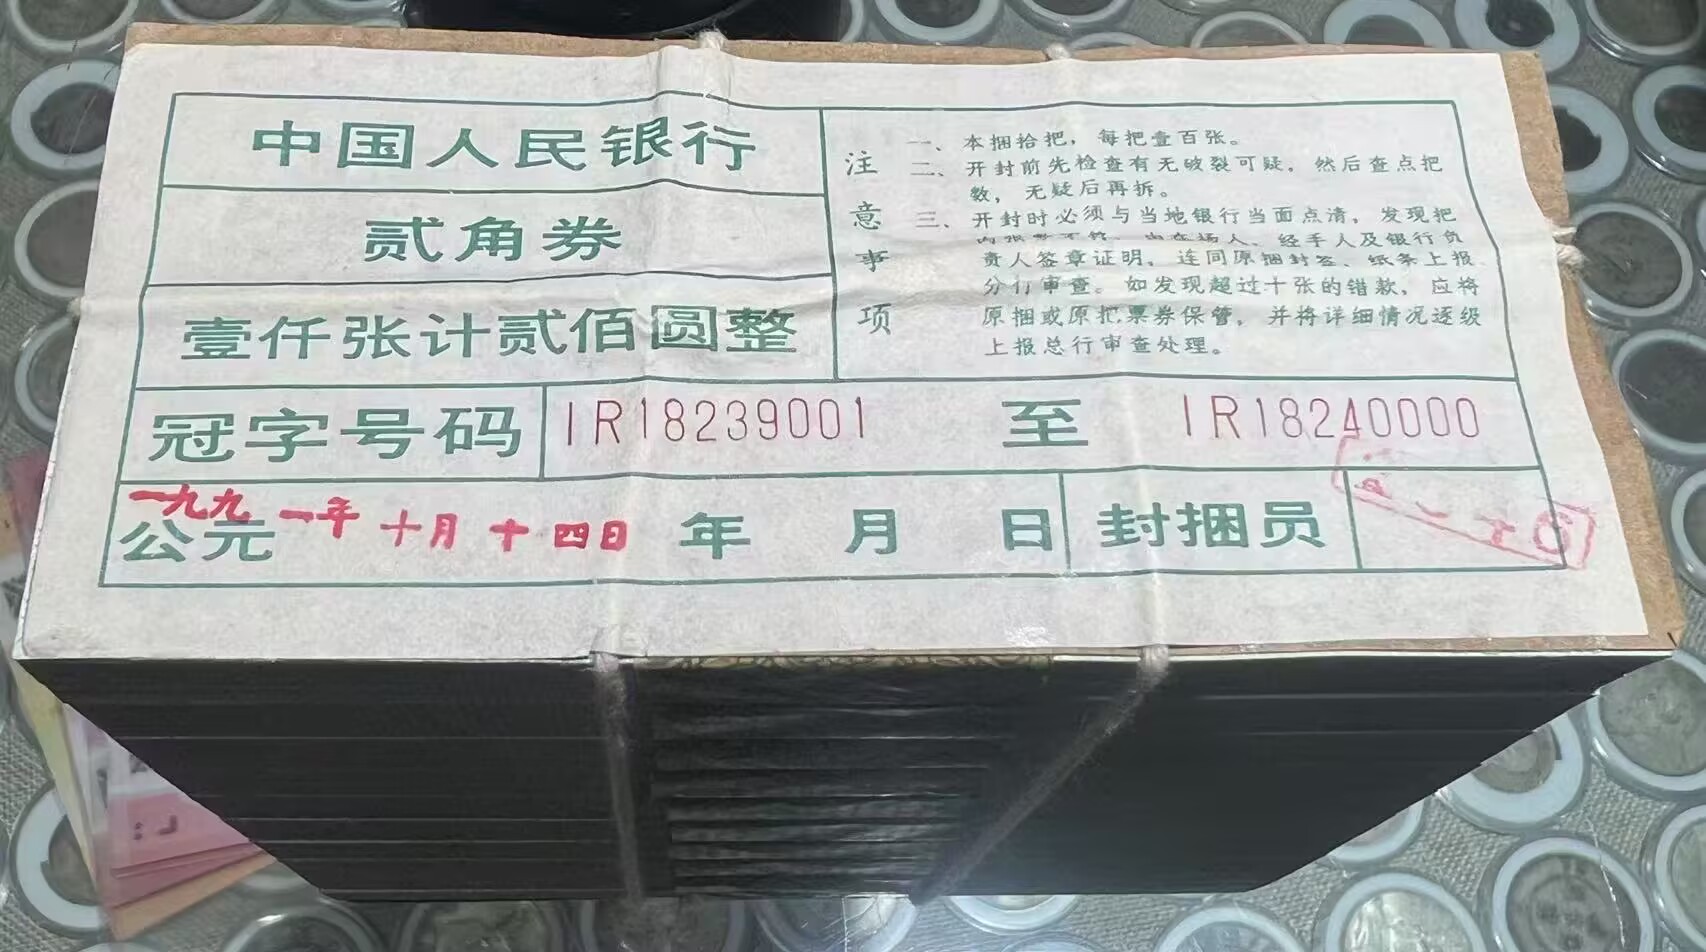 中国人民银行
贰角券
壹仟张计贰佰圆整
注意事项
一、本捆拾把，每把壹百张。
二、开封前先检查有无破裂可疑，然后查点把
数，无疑后再拆。
三、开封时必须与当地银行当面点清，发现把
经手人及银行负
责人签章证明，连同原捆封签、纸条上报
分行审查。如发现超过十张的错款，应将
原捆或原把票券保管，并将详细情况逐级
上报总行审查处理。
冠字号码 IR18239001 至 IR18240000
一九九一年十月十四日
公元 年 月 日 封捆员